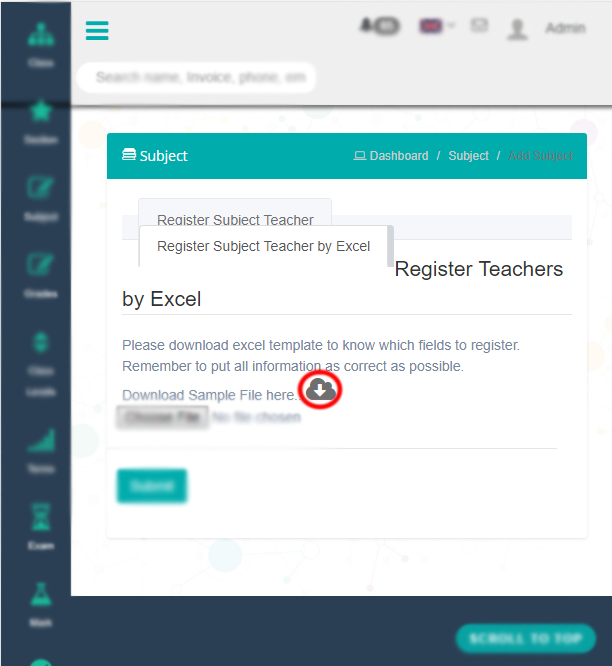 Class
Admin
Search name, Invoice, phone, em
Section
Subject
Dashboard / Subject / Add Subject
Subject
Register Subject Teacher
Register Subject Teacher by Excel
Grades
Register Teachers
by Excel
Please download excel template to know which fields to register.
Remember to put all information as correct as possible.
Class
Levels
Download Sample File here..
Choose File No file chosen
Terms
Submit
Exam
Mark
SCROLL TO TOP